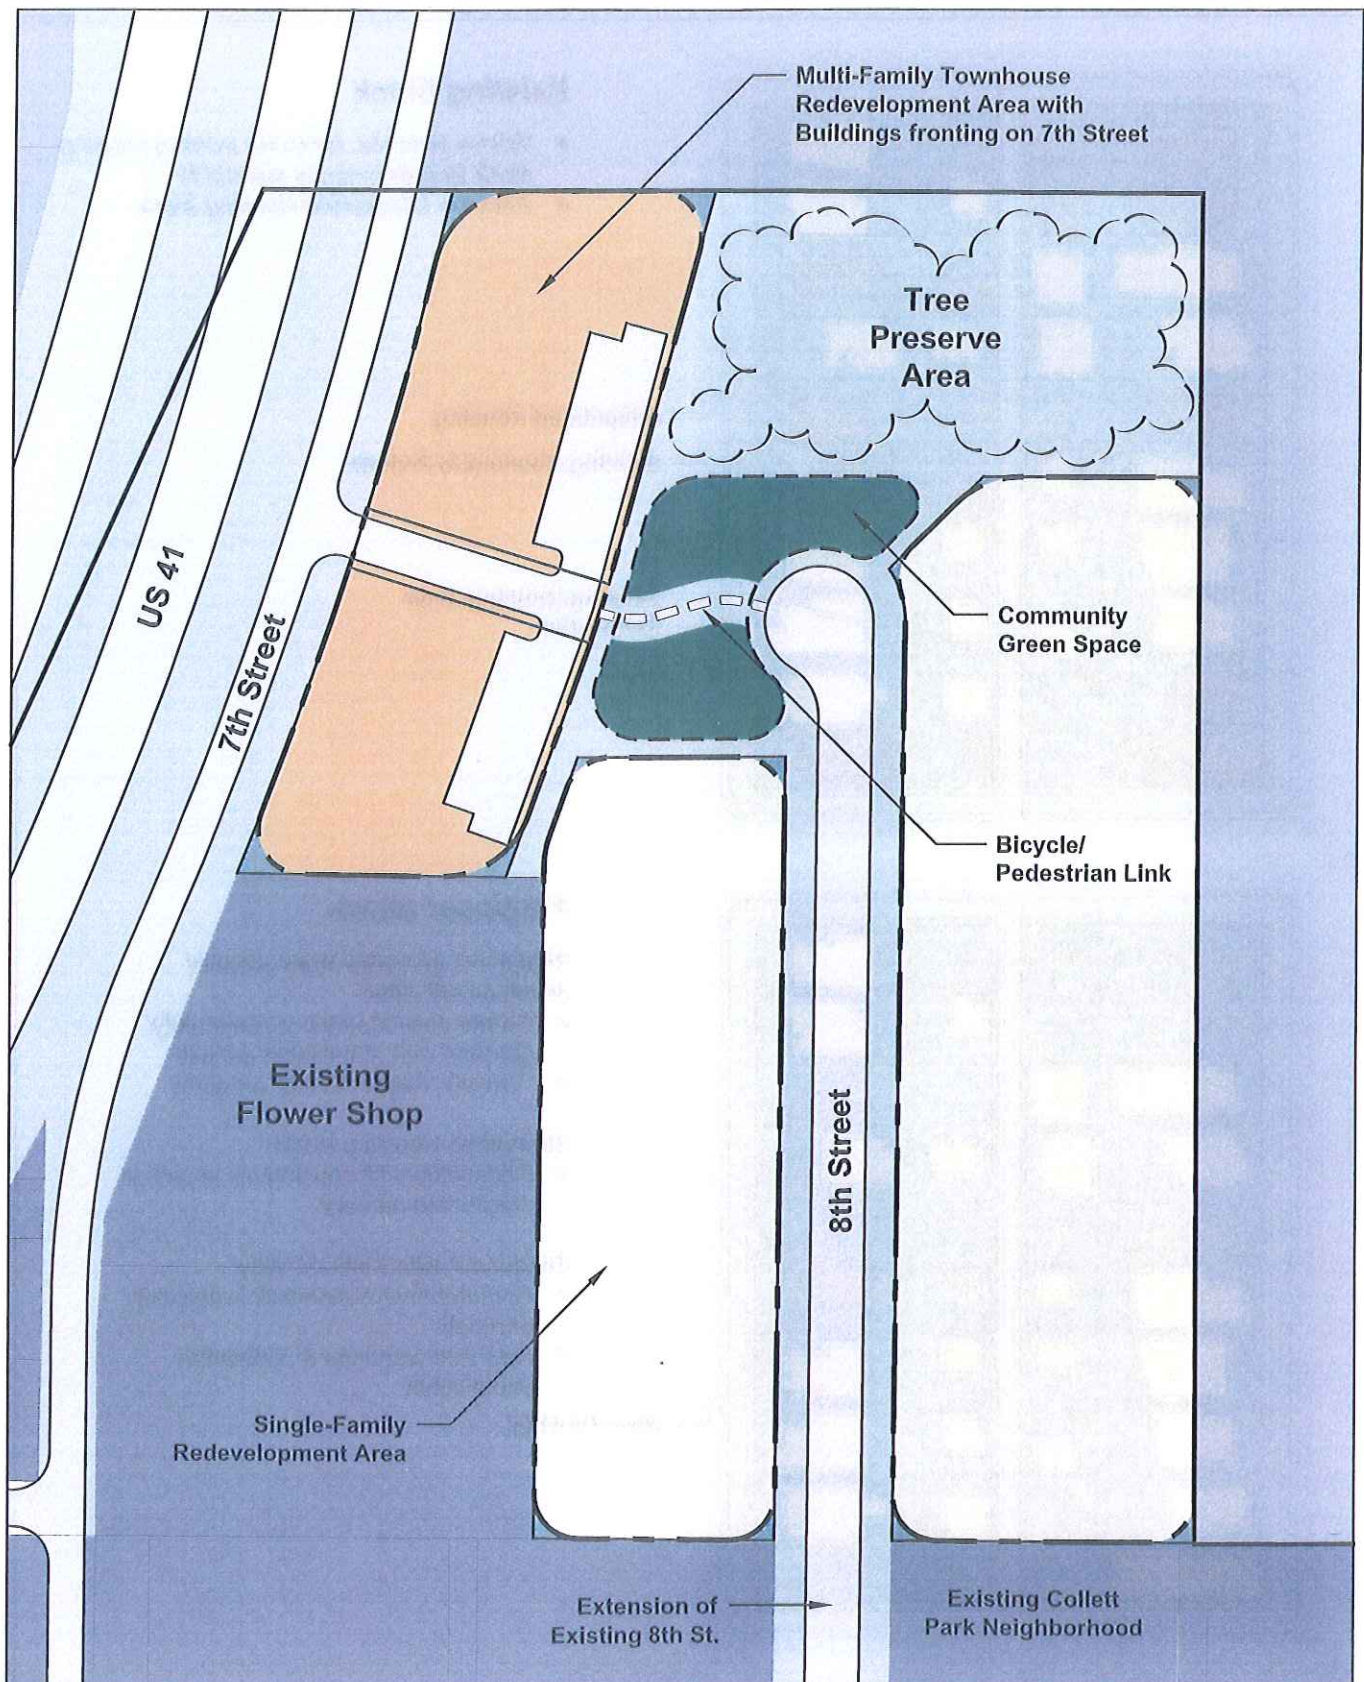 Multi-Family Townhouse
Redevelopment Area with
Buildings fronting on 7th Street
Tree
Preserve
Area
US 41
7th Street
Community
Green Space
Bicycle/
Pedestrian Link
Existing
Flower Shop
8th Street
Single-Family
Redevelopment Area
Extension of
Existing 8th St.
Existing Collett
Park Neighborhood